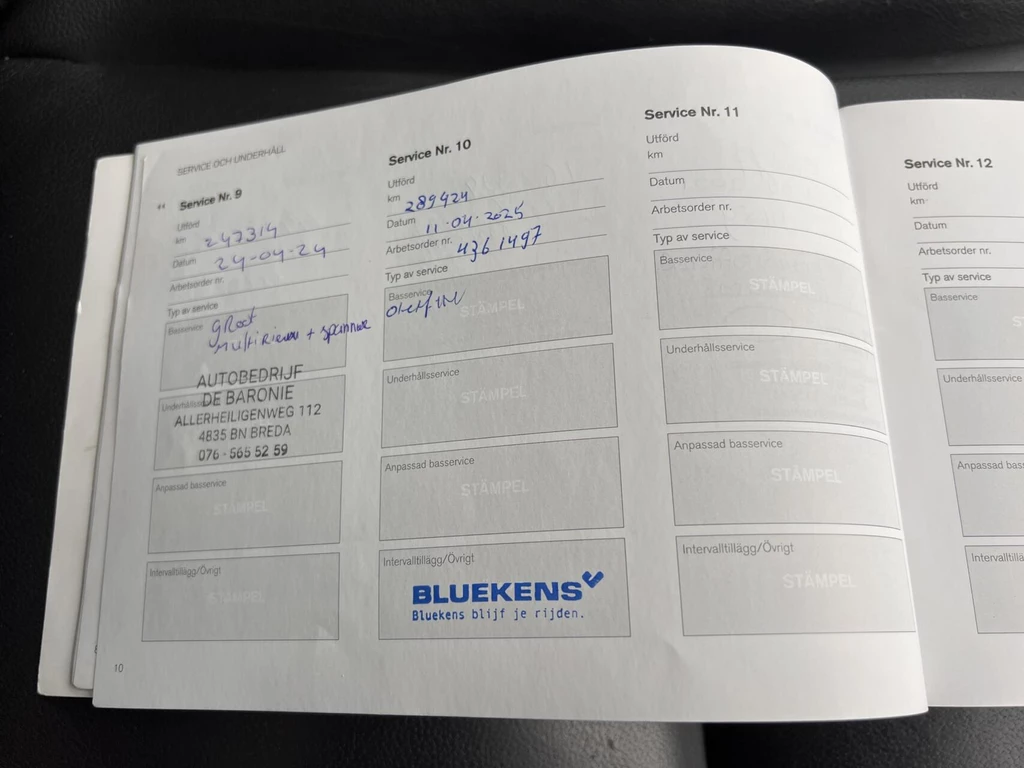 SERVICE OCH UNDERHÅLL
Service Nr. 9
Utförd
km 247314
Datum 24-04-24
Arbetsorder nr.
Typ av service
Basservice
groot
multiriem + spanner
Underhålls
AUTOBEDRIJF
DE BARONIE
ALLERHEILIGENWEG 112
4835 BN BREDA
076 - 565 52 59
Anpassad basservice
STÄMPEL
Intervalltillägg/Övrigt
STÄMPEL
10
Service Nr. 10
Utförd
km 289424
Datum 11-04-2025
Arbetsorder nr. 4361497
Typ av service
Basservice
STÄMPEL
Underhållsservice
STÄMPEL
Anpassad basservice
STÄMPEL
Intervalltillägg/Övrigt
BLUEKENS
Bluekens blijf je rijden.
Service Nr. 11
Utförd
km
Datum
Arbetsorder nr.
Typ av service
Basservice
STÄMPEL
Underhållsservice
STÄMPEL
Anpassad basservice
STÄMPEL
Intervalltillägg/Övrigt
STÄMPEL
Service Nr. 12
Utförd
km
Datum
Arbetsorder nr.
Typ av service
Basservice
Underhållsservice
Anpassad bas
Intervalltillä